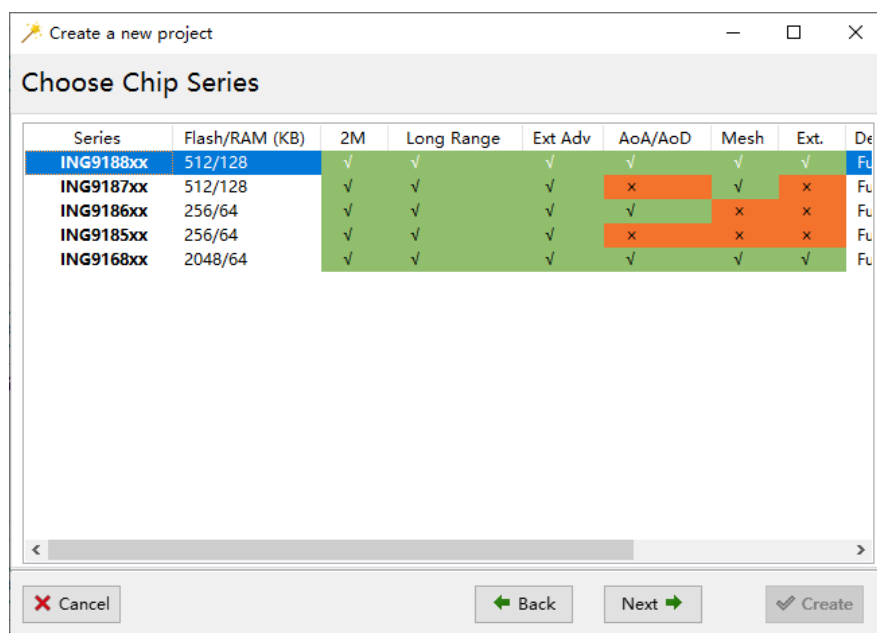 Create a new project
Choose Chip Series
Series Flash/RAM (KB) 2M Long Range Ext Adv AoA/AoD Mesh Ext. De
ING9188xx 512/128 √ √ √ √ √ √ Fu
ING9187xx 512/128 √ √ √ × √ × Fu
ING9186xx 256/64 √ √ √ √ × × Fu
ING9185xx 256/64 √ √ √ × × × Fu
ING9168xx 2048/64 √ √ √ √ √ √ Fu
Cancel Back Next Create